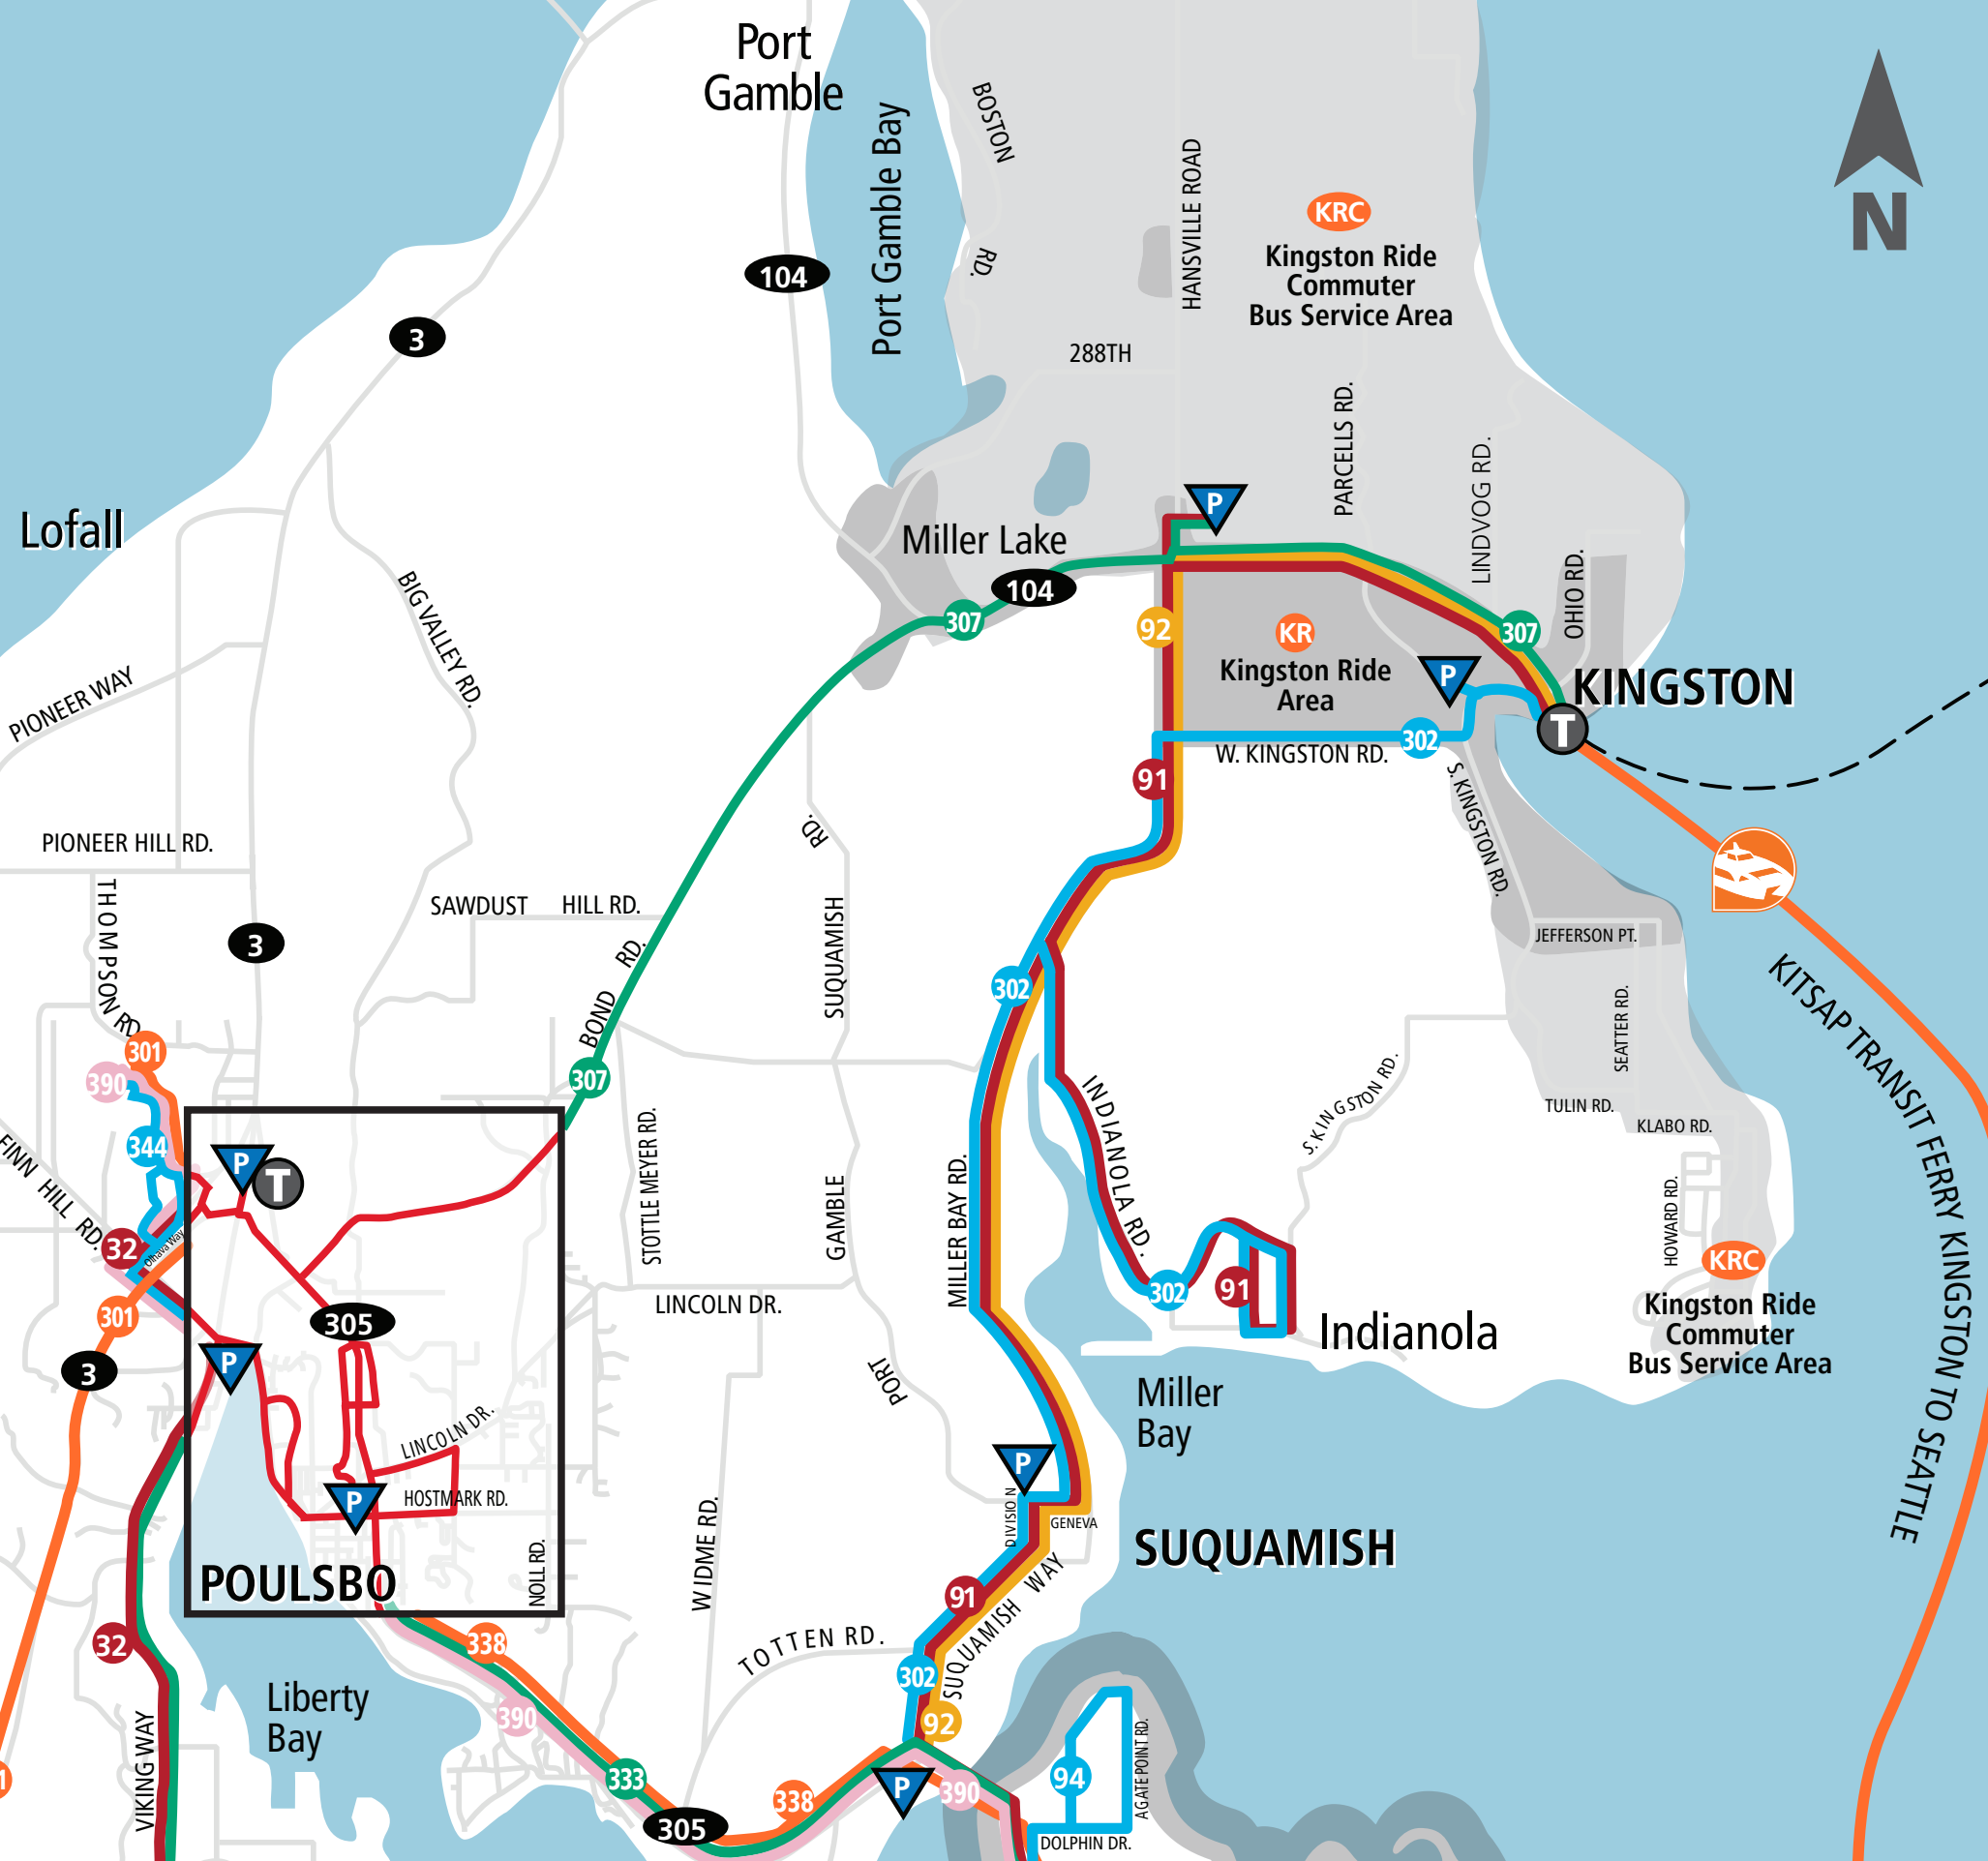 Port
Gamble
Port Gamble Bay
BOSTON
RD.
HANSVILLE ROAD
KRC
Kingston Ride
Commuter
Bus Service Area
N
104
3
288TH
PARCELLS RD.
LINDVOG RD.
OHIO RD.
Lofall
Miller Lake
104
P
307
92
KR
Kingston Ride
Area
307
P
KINGSTON
T
302
W. KINGSTON RD.
91
S. KINGSTON RD.
BIG VALLEY RD.
PIONEER WAY
PIONEER HILL RD.
THOMPSON RD.
SAWDUST HILL RD.
3
BOND RD.
307
RD.
SUQUAMISH
GAMBLE
PORT
302
JEFFERSON PT.
SEATTER RD.
KITSAP TRANSIT FERRY KINGSTON TO SEATTLE
301
390
344
FINN HILL RD.
32
Olhava Way
301
3
P
T
305
P
LINCOLN DR.
P
HOSTMARK RD.
NOLL RD.
POULSBO
STOTTLE MEYER RD.
LINCOLN DR.
WIDME RD.
MILLER BAY RD.
INDIANOLA RD.
S. KINGSTON RD.
TULIN RD.
KLABO RD.
HOWARD RD.
KRC
Kingston Ride
Commuter
Bus Service Area
302
91
Indianola
Miller
Bay
P
DIVISION
GENEVA
SUQUAMISH
91
SUQUAMISH WAY
TOTTEN RD.
302
92
32
VIKING WAY
Liberty
Bay
338
390
333
305
338
P
390
94
AGATE POINT RD.
DOLPHIN DR.